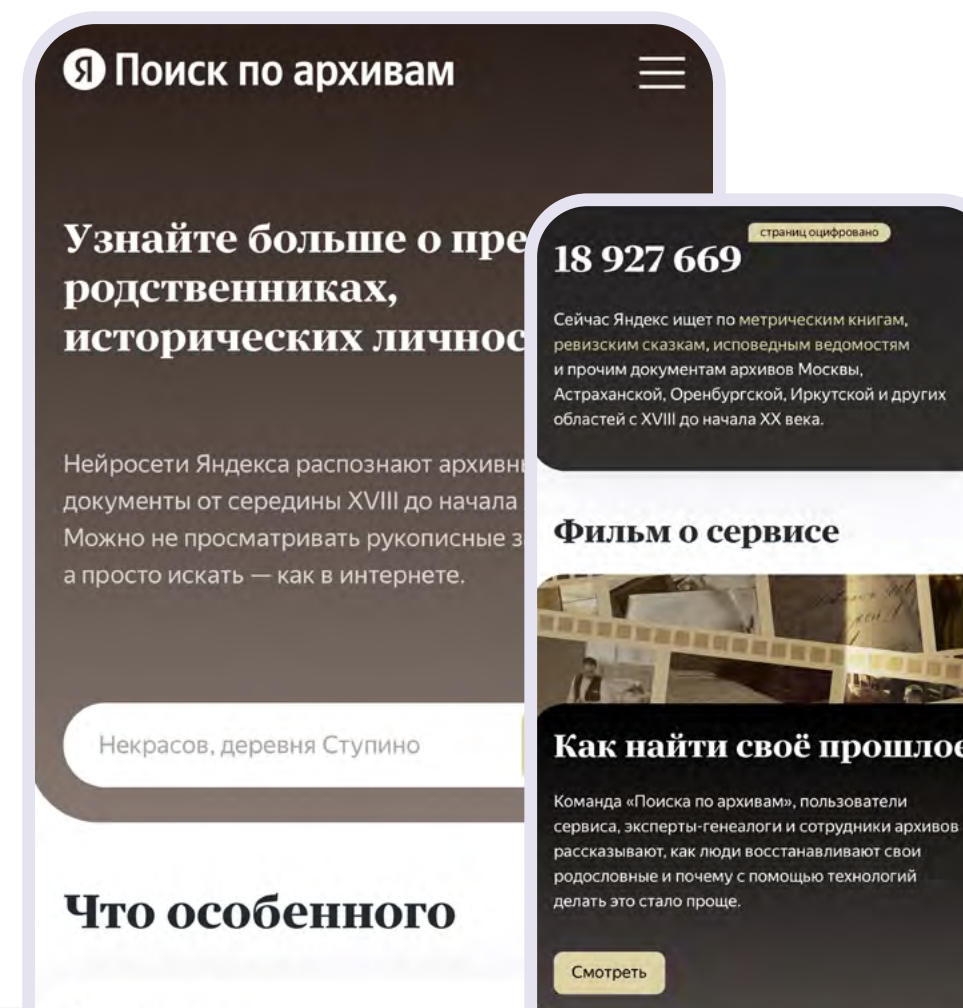 Я Поиск по архивам
Узнайте больше о пре
родственниках,
исторических личнос
Нейросети Яндекса распознают архивн
документы от середины XVIII до начала
Можно не просматривать рукописные з
а просто искать — как в интернете.
Некрасов, деревня Ступино
Что особенного
18 927 669
страниц оцифровано
Сейчас Яндекс ищет по метрическим книгам,
ревизским сказкам, исповедным ведомостям
и прочим документам архивов Москвы,
Астраханской, Оренбургской, Иркутской и других
областей с XVIII до начала XX века.
Фильм о сервисе
Как найти своё прошлое
Команда «Поиска по архивам», пользователи
сервиса, эксперты-генеалоги и сотрудники архивов
рассказывают, как люди восстанавливают свои
родословные и почему с помощью технологий
делать это стало проще.
Смотреть